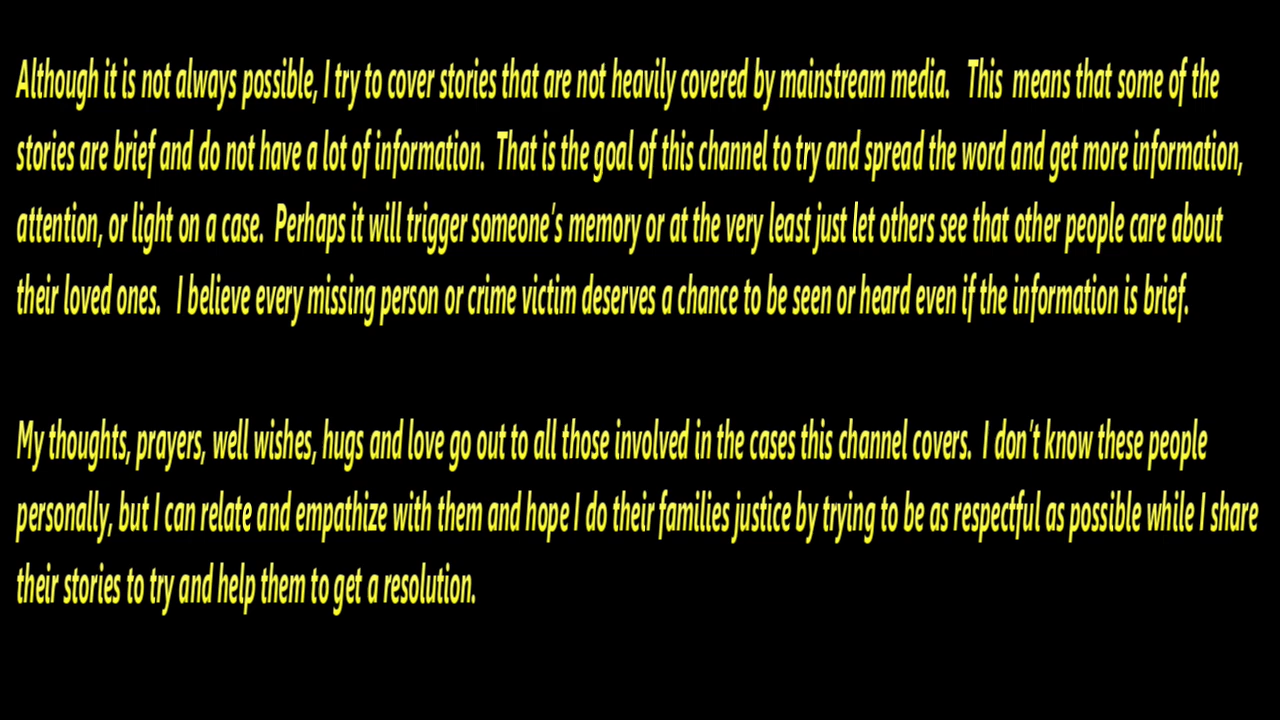 Although it is not always possible, I try to cover stories that are not heavily covered by mainstream media.   This  means that some of the
stories are brief and do not have a lot of information.  That is the goal of this channel to try and spread the word and get more information,
attention, or light on a case.  Perhaps it will trigger someone's memory or at the very least just let others see that other people care about
their loved ones.   I believe every missing person or crime victim deserves a chance to be seen or heard even if the information is brief.
My thoughts, prayers, well wishes, hugs and love go out to all those involved in the cases this channel covers.  I don't know these people
personally, but I can relate and empathize with them and hope I do their families justice by trying to be as respectful as possible while I share
their stories to try and help them to get a resolution.